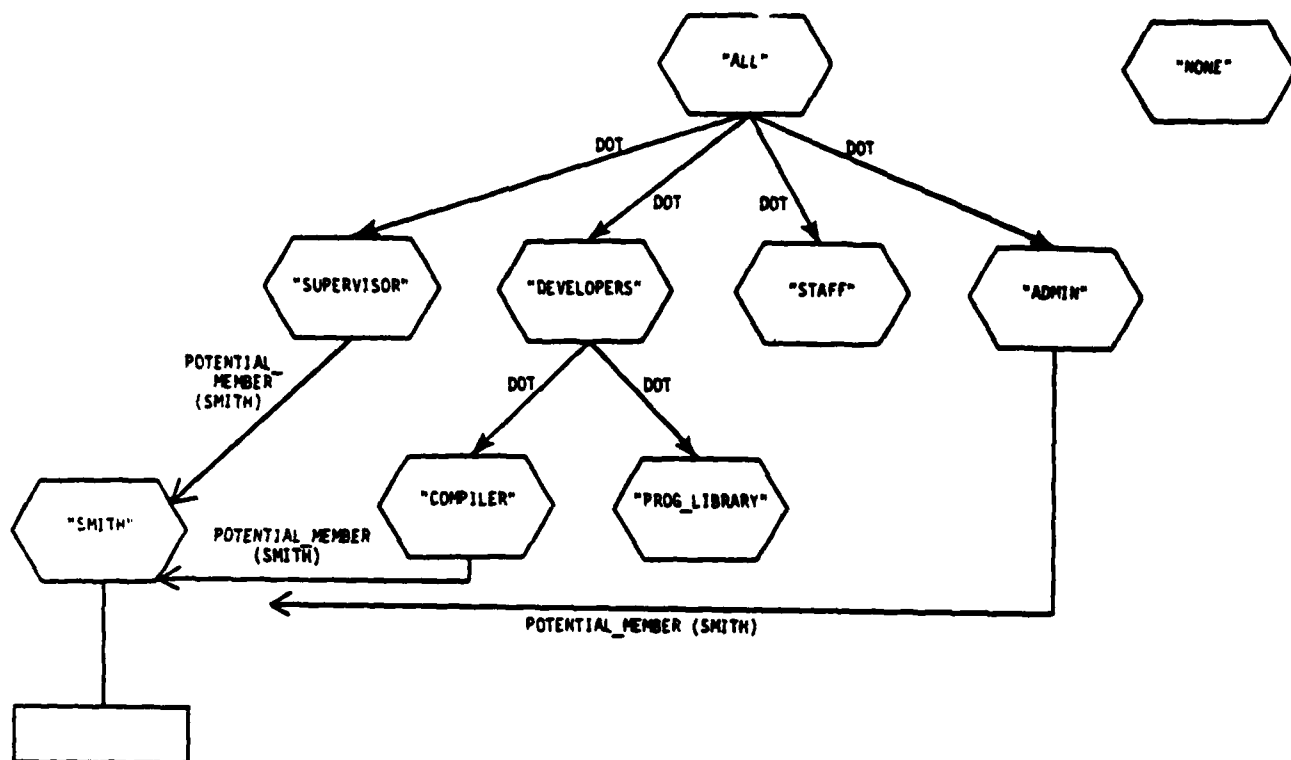 "ALL"
"NONE"
DOT
DOT
DOT
DOT
"SUPERVISOR"
"DEVELOPERS"
"STAFF"
"ADMIN"
POTENTIAL_
MEMBER
(SMITH)
DOT
DOT
"SMITH"
"COMPILER"
"PROG_LIBRARY"
POTENTIAL_MEMBER
(SMITH)
POTENTIAL_MEMBER (SMITH)